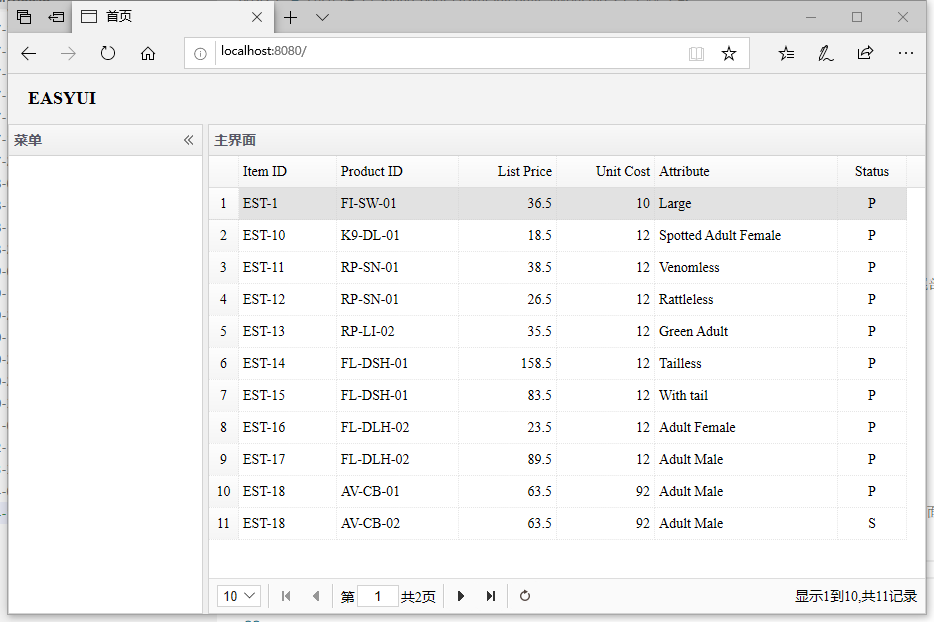 首页
localhost:8080/
EASYUI
菜单
主界面
Item ID Product ID List Price Unit Cost Attribute Status
1 EST-1 FI-SW-01 36.5 10 Large P
2 EST-10 K9-DL-01 18.5 12 Spotted Adult Female P
3 EST-11 RP-SN-01 38.5 12 Venomless P
4 EST-12 RP-SN-01 26.5 12 Rattleless P
5 EST-13 RP-LI-02 35.5 12 Green Adult P
6 EST-14 FL-DSH-01 158.5 12 Tailless P
7 EST-15 FL-DSH-01 83.5 12 With tail P
8 EST-16 FL-DLH-02 23.5 12 Adult Female P
9 EST-17 FL-DLH-02 89.5 12 Adult Male P
10 EST-18 AV-CB-01 63.5 92 Adult Male P
11 EST-18 AV-CB-02 63.5 92 Adult Male S
10 第 1 共2页 显示1到10,共11记录